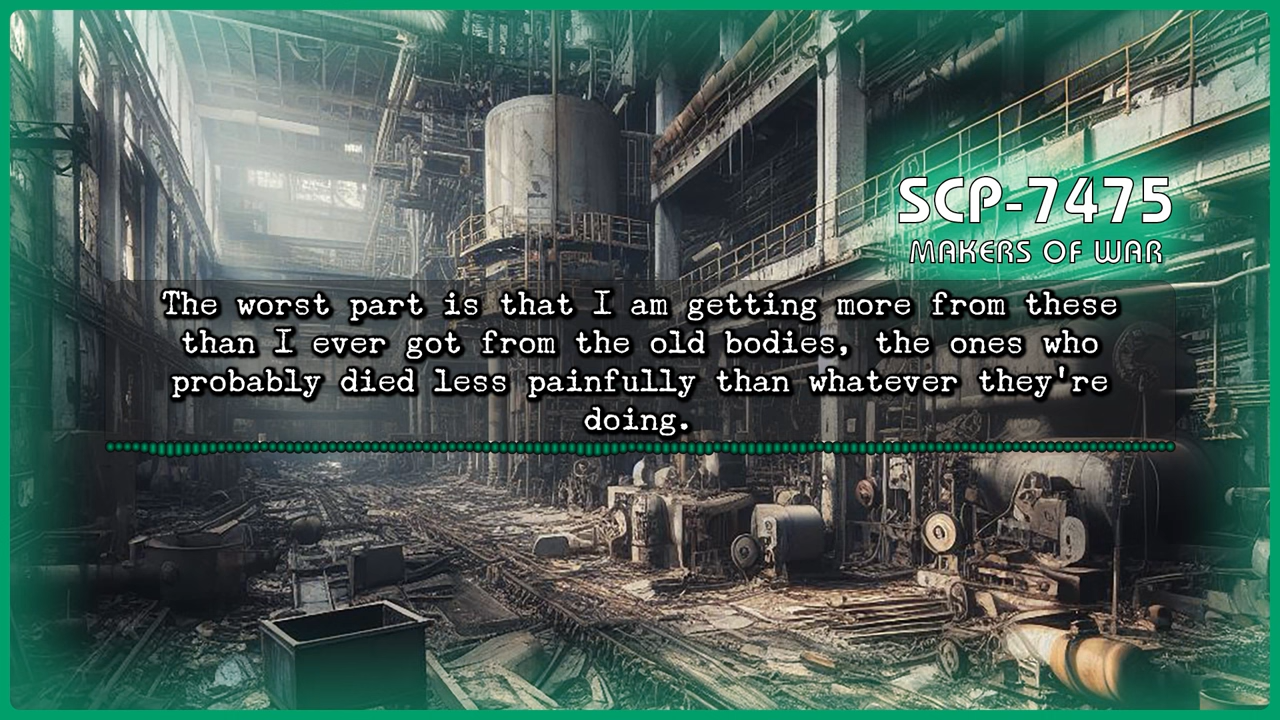 SCP-7475
MAKERS OF WAR
The worst part is that I am getting more from these
than I ever got from the old bodies, the ones who
probably died less painfully than whatever they're
doing.